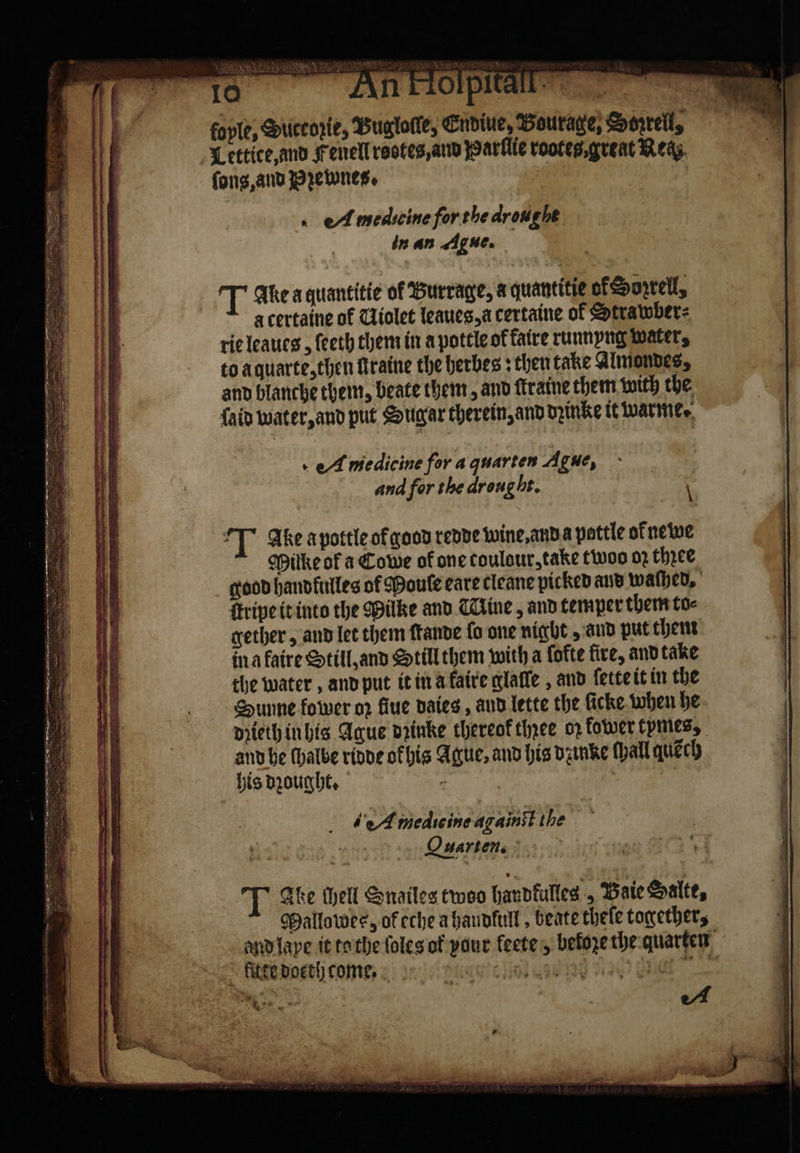 10 An Hospitall
sople, Succorie, Buglosse, Endiue, Bourage, Sorrell,
Lettice, and Fenell rootes, and Parslie rootes, great Rea-
sons, and Prewnes.
A medicine for the drought
in an Ague.
TAke a quantitie of Burrage, a quantitie of Sorrell,
a certaine of Uiolet leaues, a certaine of Strawber-
rie leaues, seeth them in a pottle of faire runnyng water,
to a quarte, then straine the herbes : then take Almondes,
and blanche them, beate them, and straine them with the
said water, and put Sugar therein, and drinke it warme.
A medicine for a quarten Ague,
and for the drought.
TAke a pottle of good redde wine, and a pottle of newe
Milke of a Cowe of one coulour, take twoo or three
good handfulles of Mouse eare cleane picked and washed,
stripe it into the Milke and Wine, and temper them to-
gether, and let them stande so one night, and put them
in a faire Still, and Still them with a softe fire, and take
the water, and put it in a faire glasse, and sette it in the
Sunne fower or fiue daies, and lette the sicke when he
drieth in his Ague drinke thereof three or fower tymes,
and he shalbe ridde of his Ague, and his drinke shall quẽch
his drought.
A medicine against the
Quarten.
TAke shell Snailes twoo handfulles, Baie Salte,
Mallowes, of eche a handfull, beate these together,
and laye it to the soles of your feete, before the quarten
fitte doeth come.
A